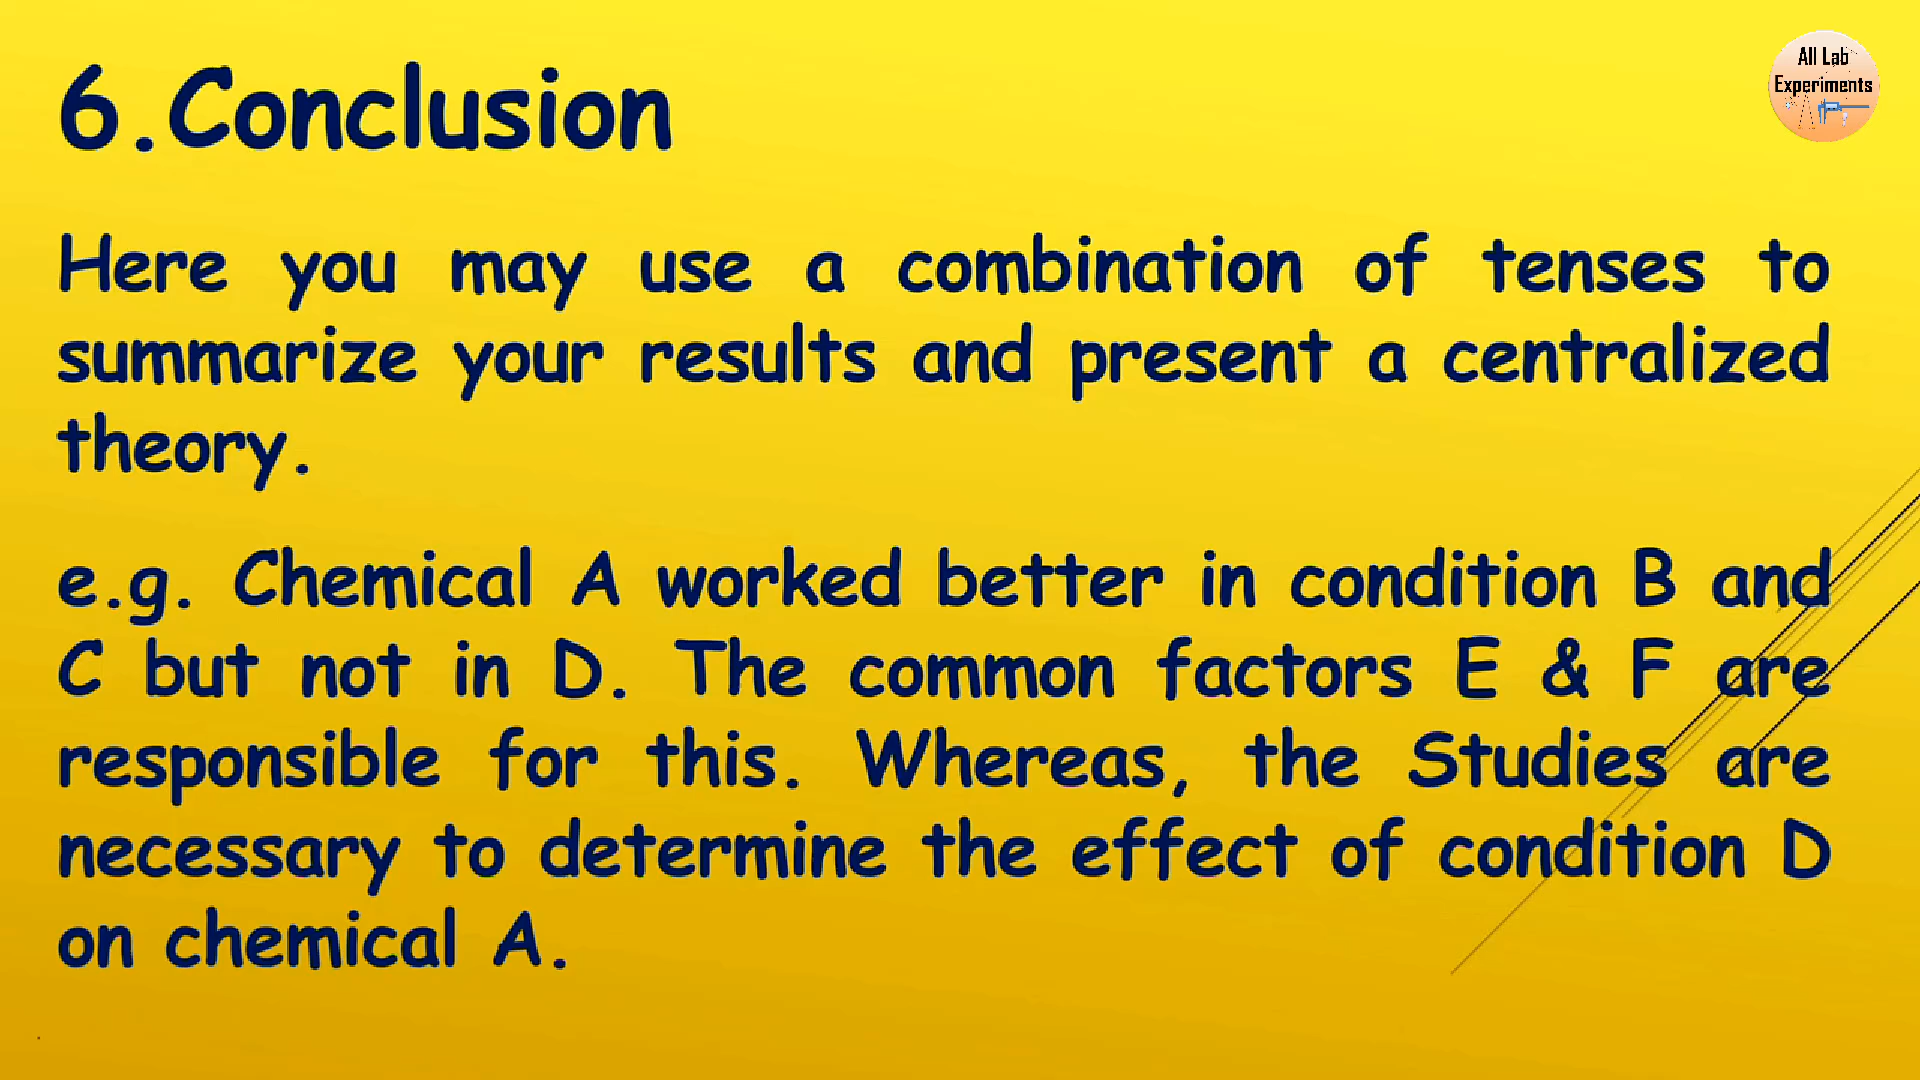 All Lab
Experiments
6.Conclusion
Here you may use a combination of tenses to
summarize your results and present a centralized
theory.
e.g. Chemical A worked better in condition B and
C but not in D. The common factors E & F are
responsible for this. Whereas, the Studies are
necessary to determine the effect of condition D
on chemical A.